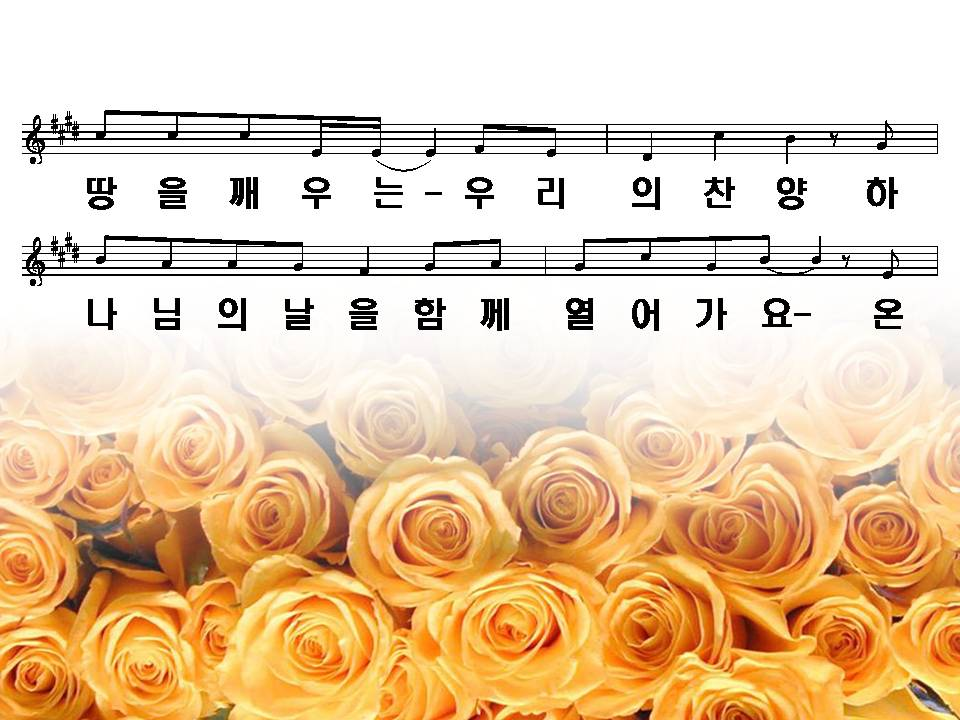 땅 을 깨 우 는 - 우 리 의 찬 양 하
나 님 의 날 을 함 께 열 어 가 요- 온